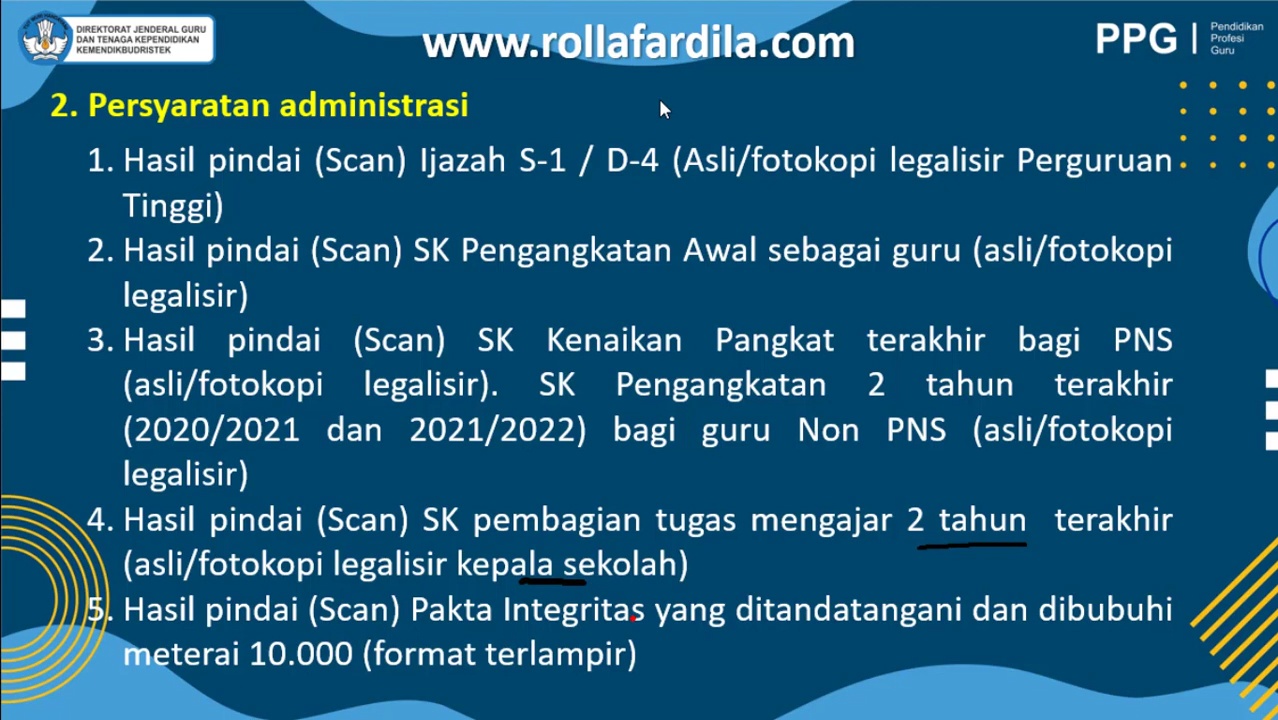 DIREKTORAT JENDERAL GURU
DAN TENAGA KEPENDIDIKAN
KEMENDIKBUDRISTEK
www.rollafardila.com
PPG
Pendidikan
Profesi
Guru
2. Persyaratan administrasi
1. Hasil pindai (Scan) Ijazah S-1 / D-4 (Asli/fotokopi legalisir Perguruan
Tinggi)
2. Hasil pindai (Scan) SK Pengangkatan Awal sebagai guru (asli/fotokopi
legalisir)
3. Hasil pindai (Scan) SK Kenaikan Pangkat terakhir bagi PNS
(asli/fotokopi legalisir). SK Pengangkatan 2 tahun terakhir
(2020/2021 dan 2021/2022) bagi guru Non PNS (asli/fotokopi
legalisir)
4. Hasil pindai (Scan) SK pembagian tugas mengajar 2 tahun terakhir
(asli/fotokopi legalisir kepala sekolah)
5. Hasil pindai (Scan) Pakta Integritas yang ditandatangani dan dibubuhi
meterai 10.000 (format terlampir)